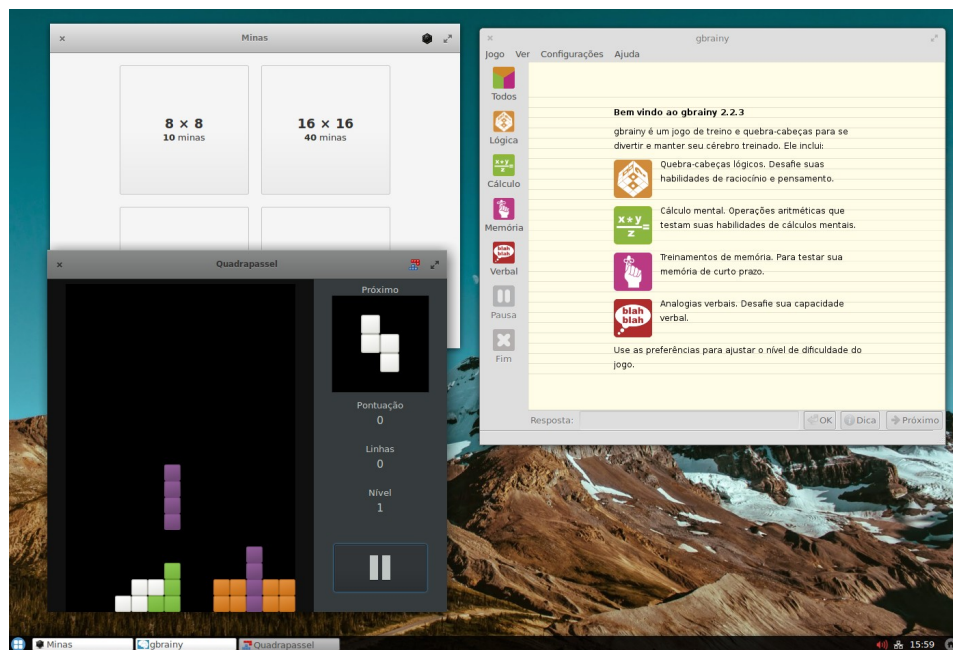 Minas
8 × 8
10 minas
16 × 16
40 minas
gbrainy
Jogo Ver Configurações Ajuda
Todos
Lógica
x*y
z =
Cálculo
Memória
blah
blah
Verbal
Pausa
Fim
Bem vindo ao gbrainy 2.2.3
gbrainy é um jogo de treino e quebra-cabeças para se
divertir e manter seu cérebro treinado. Ele inclui:
Quebra-cabeças lógicos. Desafie suas
habilidades de raciocínio e pensamento.
x*y
z =
Cálculo mental. Operações aritméticas que
testam suas habilidades de cálculos mentais.
Treinamentos de memória. Para testar sua
memória de curto prazo.
blah
blah
Analogias verbais. Desafie sua capacidade
verbal.
Use as preferências para ajustar o nível de dificuldade do
jogo.
Resposta: OK Dica Próximo
Quadrapassel
Próximo
Pontuação
0
Linhas
0
Nível
1
Minas gbrainy Quadrapassel 15:59